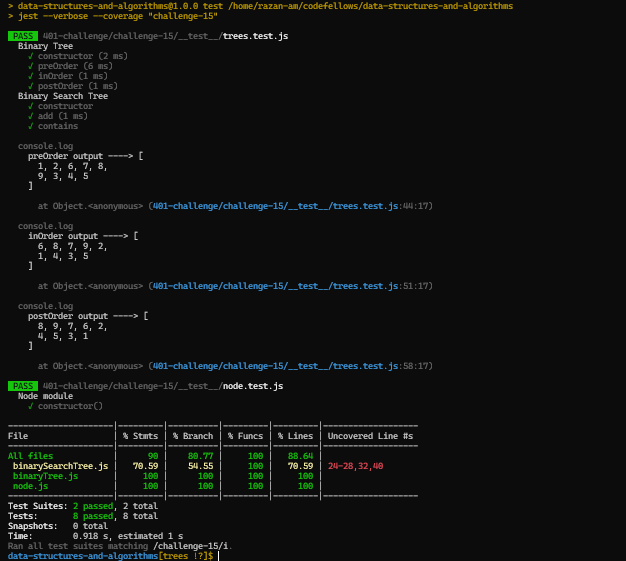 > data-structures-and-algorithms@1.0.0 test /home/razan-am/codefellows/data-structures-and-algorithms
> jest --verbose --coverage "challenge-15"

PASS 401-challenge/challenge-15/__test__/trees.test.js
  Binary Tree
    ✓ constructor (2 ms)
    ✓ preOrder (6 ms)
    ✓ inOrder (1 ms)
    ✓ postOrder (1 ms)
  Binary Search Tree
    ✓ constructor
    ✓ add (1 ms)
    ✓ contains

  console.log
    preOrder output ----> [
      1, 2, 6, 7, 8,
      9, 3, 4, 5
    ]

      at Object.<anonymous> (401-challenge/challenge-15/__test__/trees.test.js:44:17)

  console.log
    inOrder output ----> [
      6, 8, 7, 9, 2,
      1, 4, 3, 5
    ]

      at Object.<anonymous> (401-challenge/challenge-15/__test__/trees.test.js:51:17)

  console.log
    postOrder output ----> [
      8, 9, 7, 6, 2,
      4, 5, 3, 1
    ]

      at Object.<anonymous> (401-challenge/challenge-15/__test__/trees.test.js:58:17)

PASS 401-challenge/challenge-15/__test__/node.test.js
  Node module
    ✓ constructor()

---------------------|---------|----------|---------|---------|-------------------
File                 | % Stmts | % Branch | % Funcs | % Lines | Uncovered Line #s
---------------------|---------|----------|---------|---------|-------------------
All files            |      90 |    80.77 |     100 |   88.64 |
 binarySearchTree.js |   70.59 |    54.55 |     100 |   70.59 | 24-28,32,40
 binaryTree.js       |     100 |      100 |     100 |     100 |
 node.js             |     100 |      100 |     100 |     100 |
---------------------|---------|----------|---------|---------|-------------------
Test Suites: 2 passed, 2 total
Tests:       8 passed, 8 total
Snapshots:   0 total
Time:        0.918 s, estimated 1 s
Ran all test suites matching /challenge-15/i.
data-structures-and-algorithms[trees !?]$